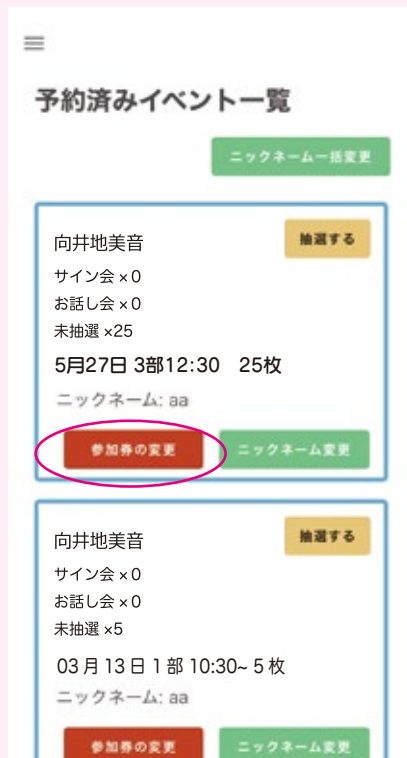 予約済みイベント一覧
ニックネーム一括変更
向井地美音
抽選する
サイン会 ×0
お話し会 ×0
未抽選 ×25
5月27日 3部12:30　25枚
ニックネーム: aa
参加券の変更
ニックネーム変更
向井地美音
抽選する
サイン会 ×0
お話し会 ×0
未抽選 ×5
03 月 13 日 1 部 10:30~ 5 枚
ニックネーム: aa
参加券の変更
ニックネーム変更